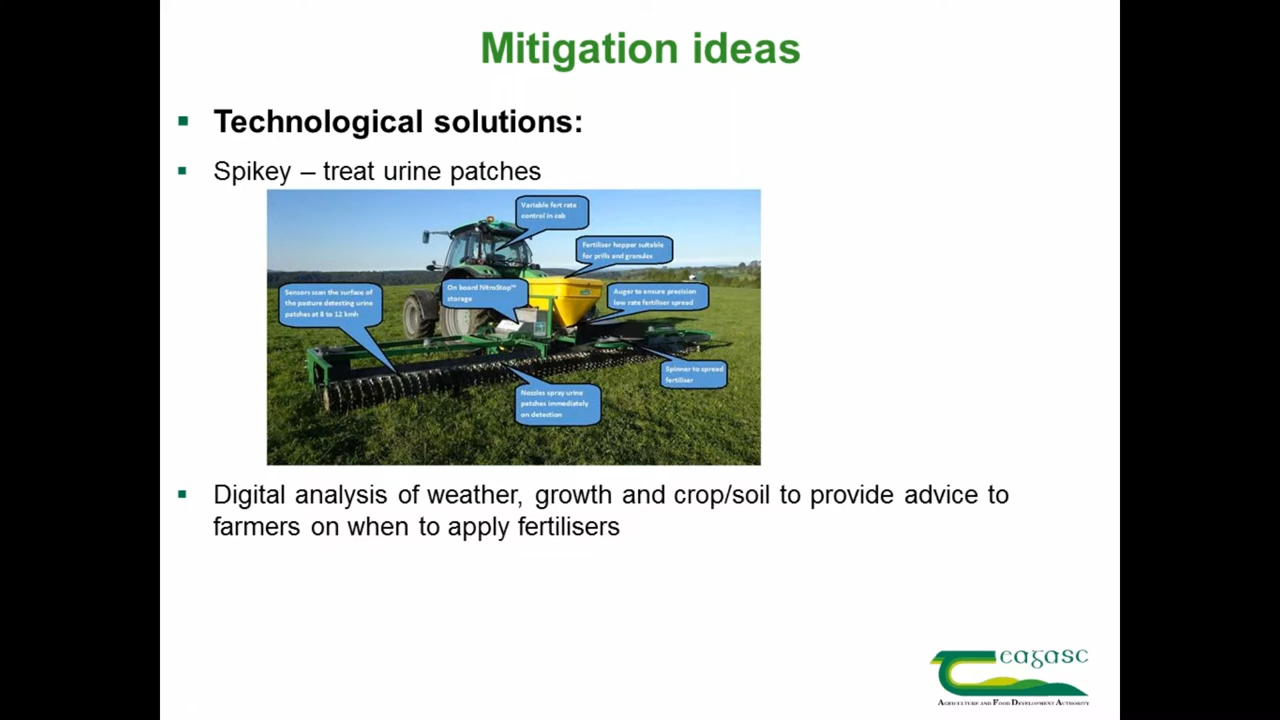 Mitigation ideas
Technological solutions:
Spikey – treat urine patches
Variable fert rate
control in cab
Fertiliser hopper suitable
for prills and granules
On board NitroStop™
storage
Auger to ensure precision
low rate fertiliser spread
Sensors scan the surface of
the pasture detecting urine
patches at 8 to 12 kmh
Spinner to spread
fertiliser
Nozzles spray urine
patches immediately
on detection
Digital analysis of weather, growth and crop/soil to provide advice to
farmers on when to apply fertilisers
teagasc
AGRICULTURE AND FOOD DEVELOPMENT AUTHORITY